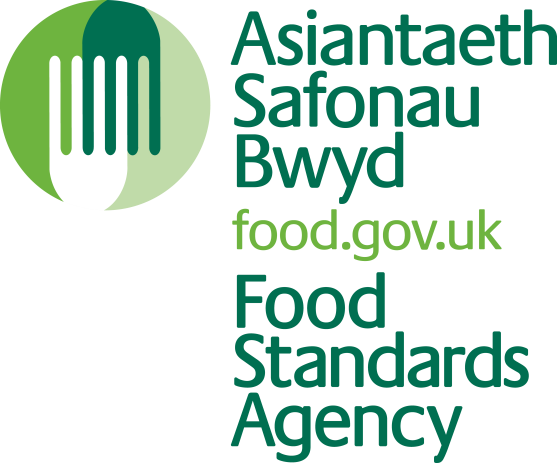 Asiantaeth
Safonau
Bwyd
food.gov.uk
Food
Standards
Agency